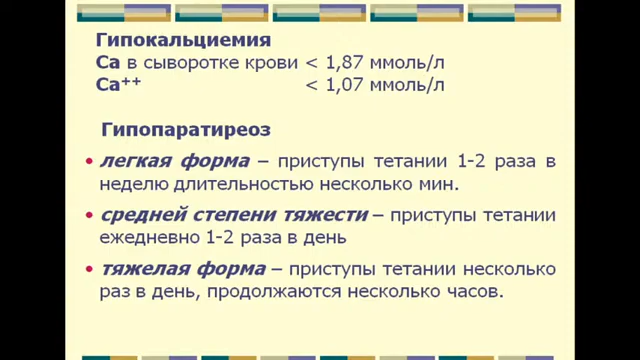 Гипокальциемия
Са в сыворотке крови < 1,87 ммоль/л
Са++ < 1,07 ммоль/л
Гипопаратиреоз
• легкая форма – приступы тетании 1-2 раза в
неделю длительностью несколько мин.
• средней степени тяжести – приступы тетании
ежедневно 1-2 раза в день
• тяжелая форма – приступы тетании несколько
раз в день, продолжаются несколько часов.